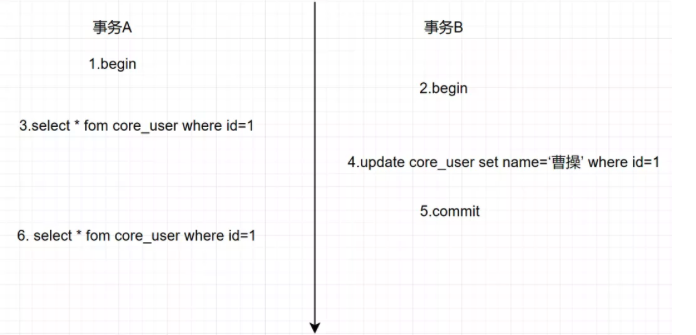 事务A
事务B
1.begin
2.begin
3.select * fom core_user where id=1
4.update core_user set name=‘曹操’ where id=1
5.commit
6. select * fom core_user where id=1